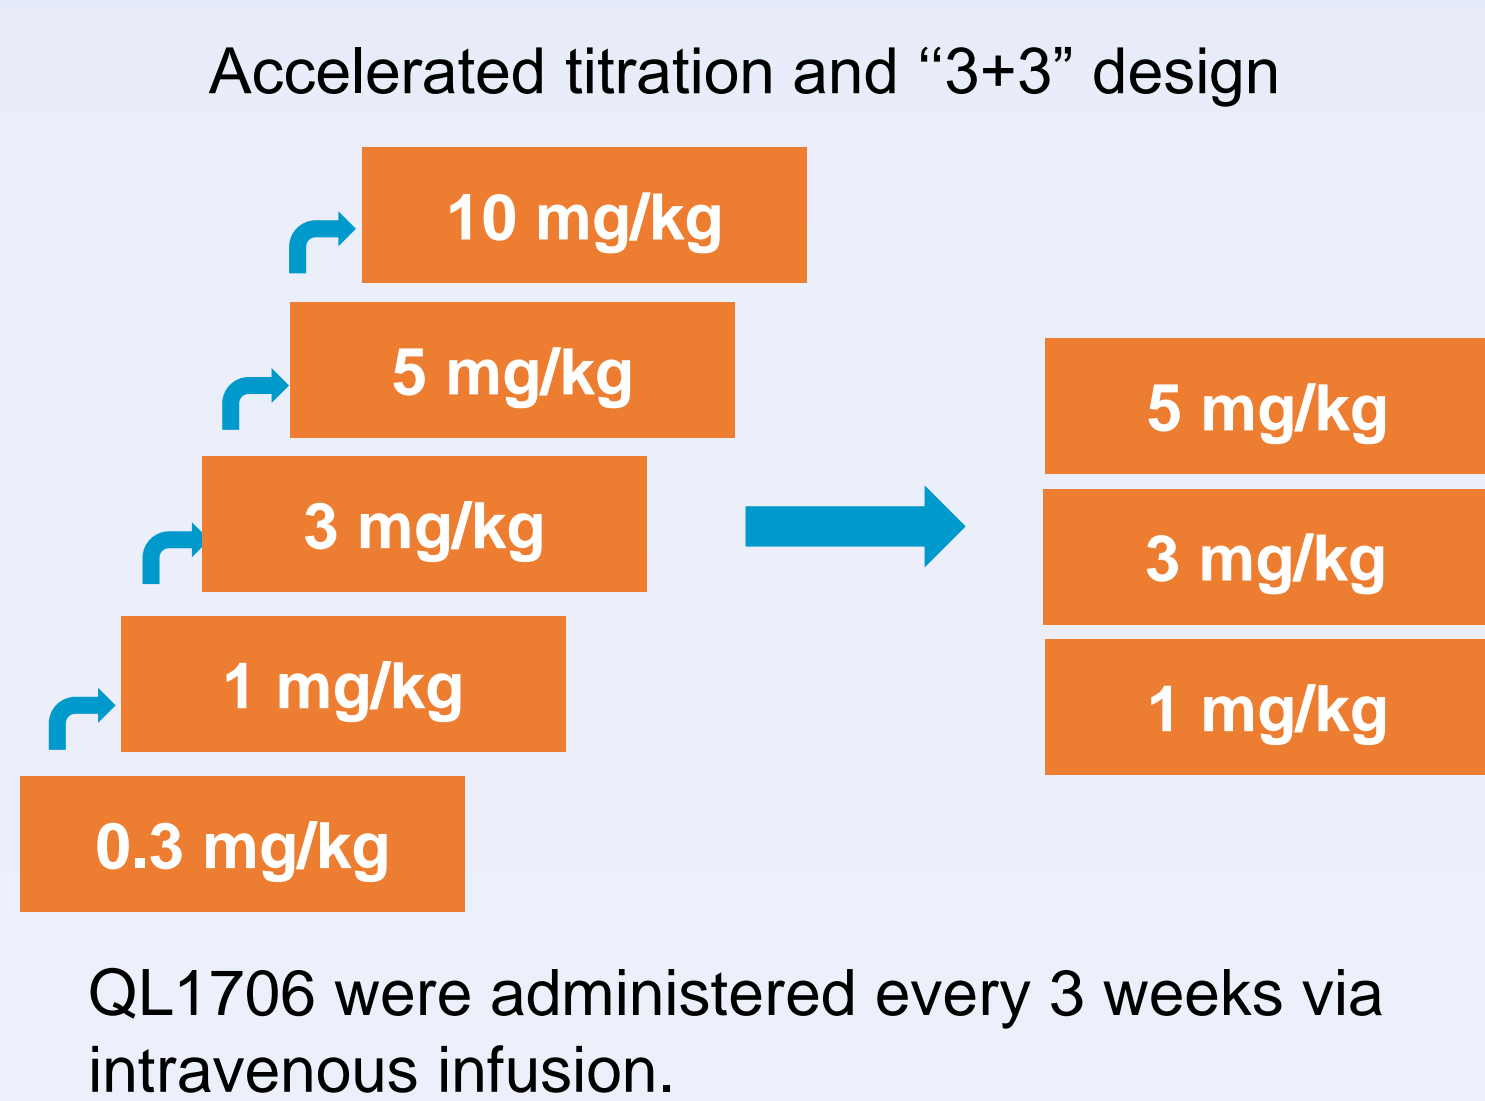 Accelerated titration and “3+3” design
10 mg/kg
5 mg/kg
3 mg/kg
1 mg/kg
0.3 mg/kg
5 mg/kg
3 mg/kg
1 mg/kg
QL1706 were administered every 3 weeks via
intravenous infusion.